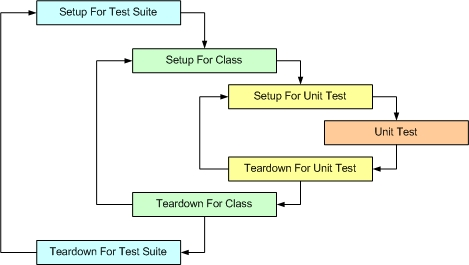 Setup For Test Suite
Setup For Class
Setup For Unit Test
Unit Test
Teardown For Unit Test
Teardown For Class
Teardown For Test Suite